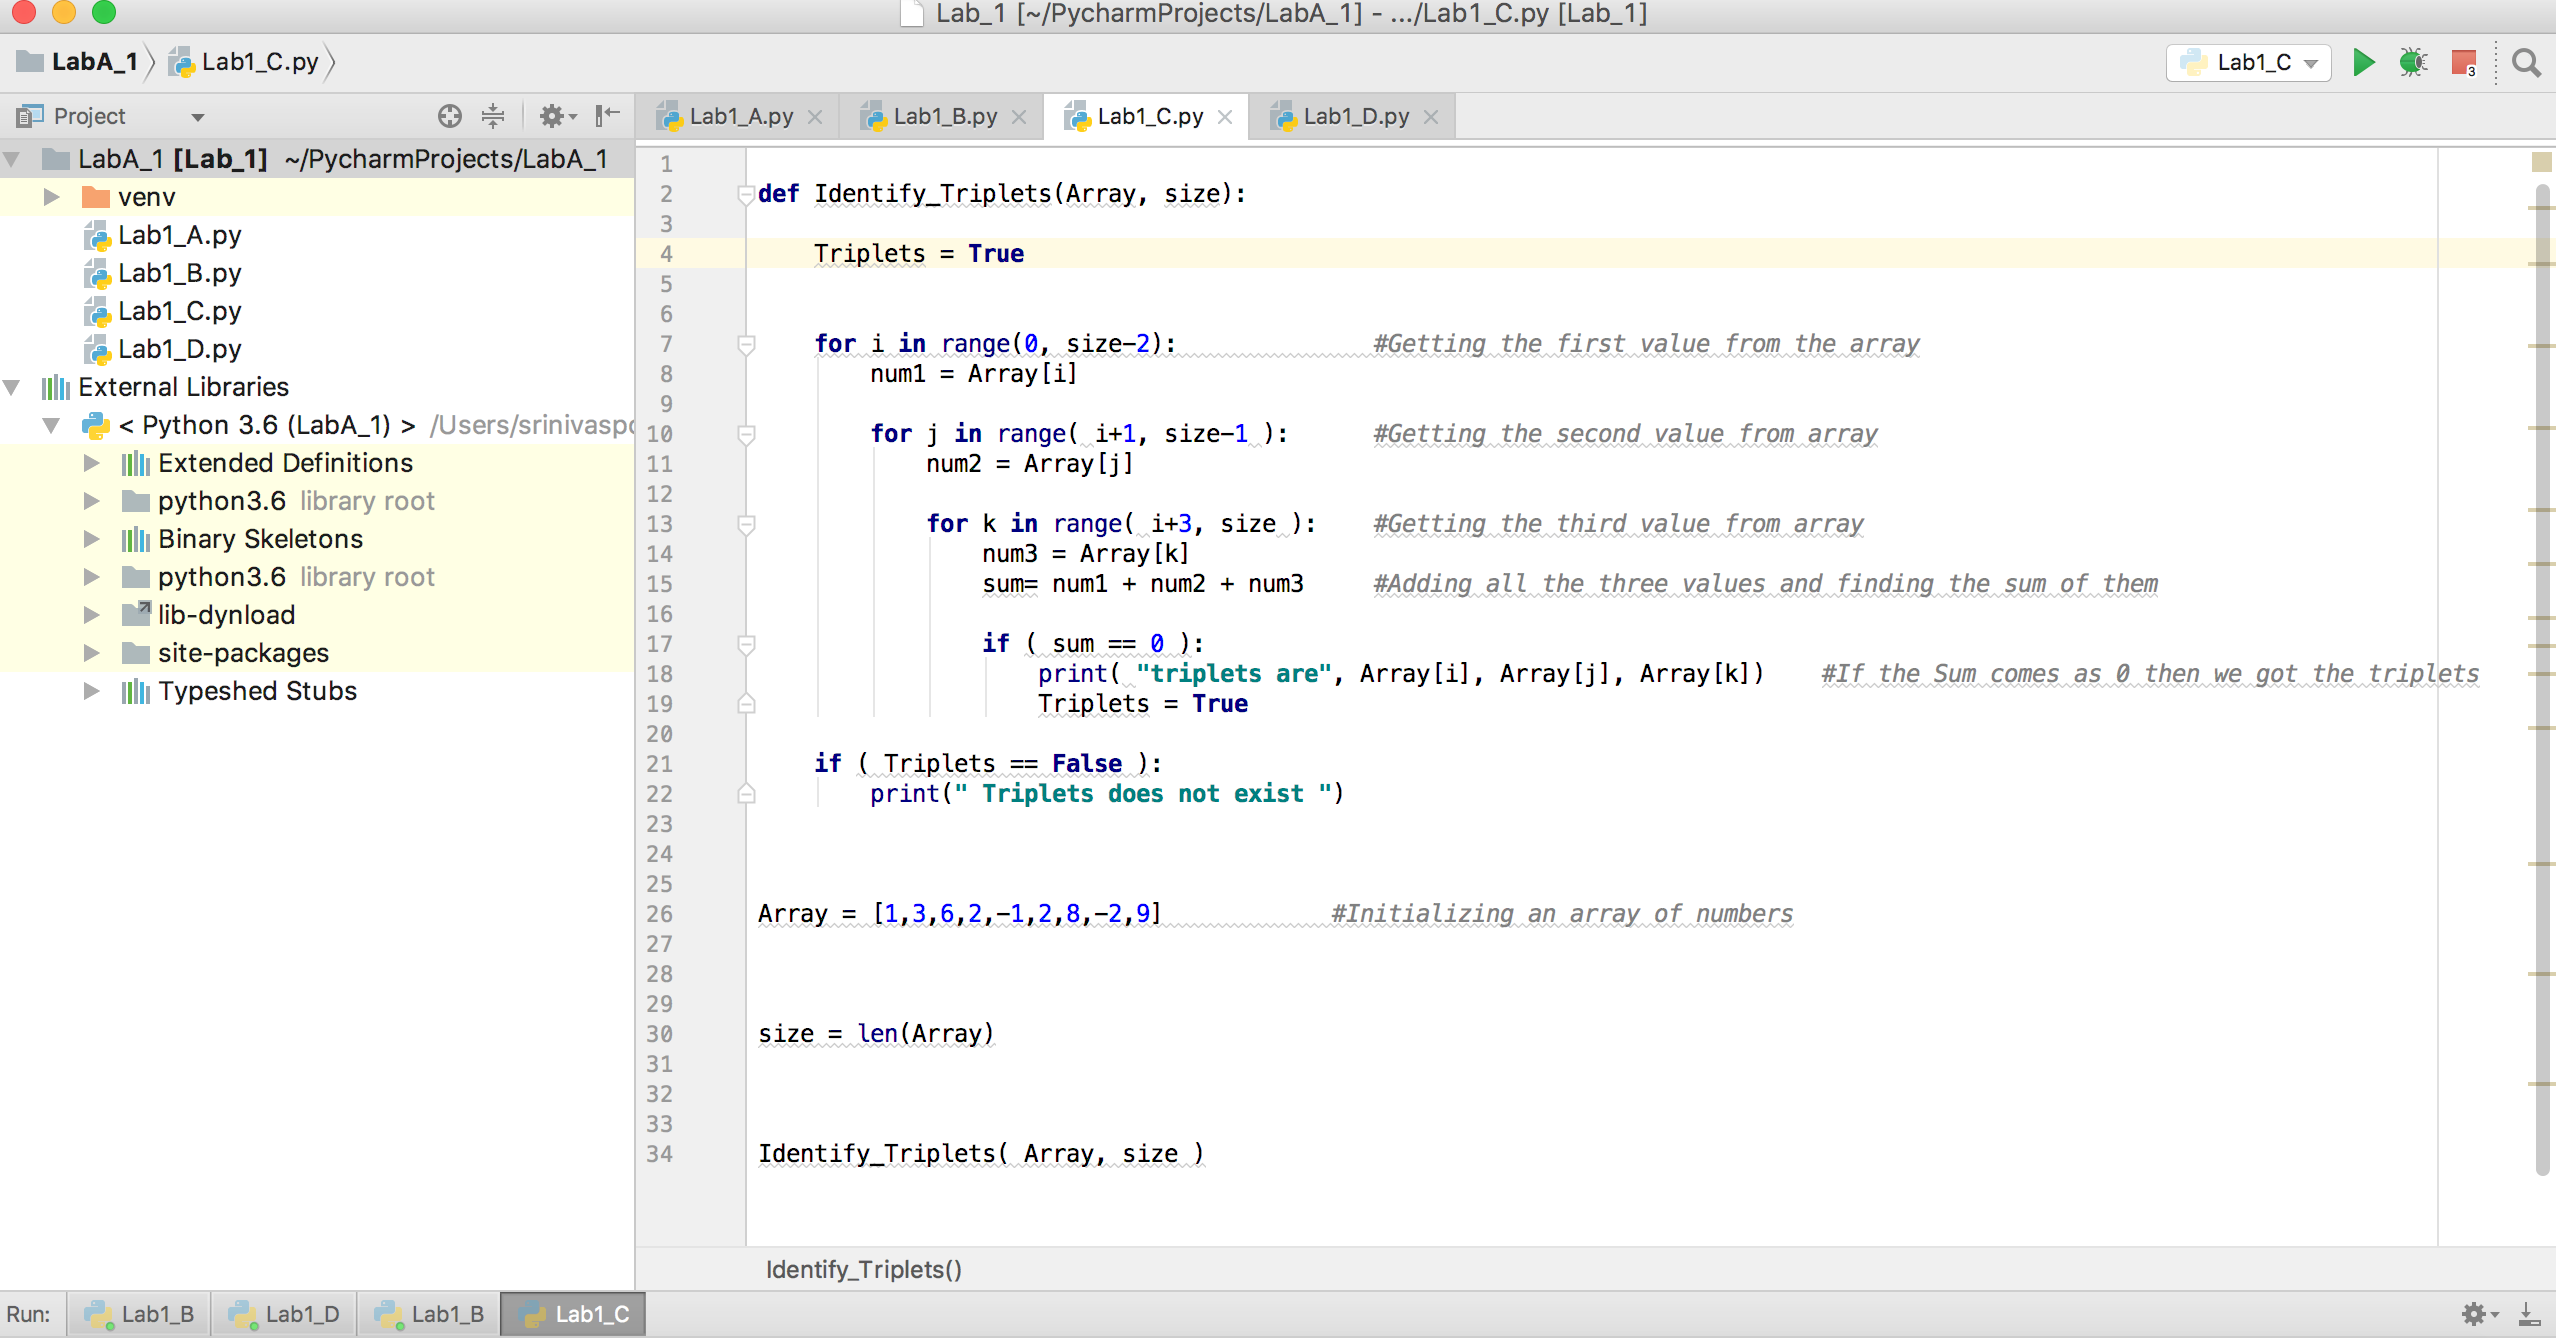 Lab_1 [~/PycharmProjects/LabA_1] - .../Lab1_C.py [Lab_1]
LabA_1 Lab1_C.py
Lab1_C 3
Project
Lab1_A.py Lab1_B.py Lab1_C.py Lab1_D.py
LabA_1 [Lab_1] ~/PycharmProjects/LabA_1
venv
Lab1_A.py
Lab1_B.py
Lab1_C.py
Lab1_D.py
External Libraries
< Python 3.6 (LabA_1) > /Users/srinivaspo
Extended Definitions
python3.6 library root
Binary Skeletons
python3.6 library root
lib-dynload
site-packages
Typeshed Stubs
1
2 def Identify_Triplets(Array, size):
3
4     Triplets = True
5
6
7     for i in range(0, size-2):              #Getting the first value from the array
8         num1 = Array[i]
9
10         for j in range( i+1, size-1 ):      #Getting the second value from array
11             num2 = Array[j]
12
13             for k in range( i+3, size ):    #Getting the third value from array
14                 num3 = Array[k]
15                 sum= num1 + num2 + num3     #Adding all the three values and finding the sum of them
16
17                 if ( sum == 0 ):
18                     print( "triplets are", Array[i], Array[j], Array[k])    #If the Sum comes as 0 then we got the triplets
19                     Triplets = True
20
21     if ( Triplets == False ):
22         print(" Triplets does not exist ")
23
24
25
26 Array = [1,3,6,2,-1,2,8,-2,9]            #Initializing an array of numbers
27
28
29
30 size = len(Array)
31
32
33
34 Identify_Triplets( Array, size )
Identify_Triplets()
Run: Lab1_B Lab1_D Lab1_B Lab1_C